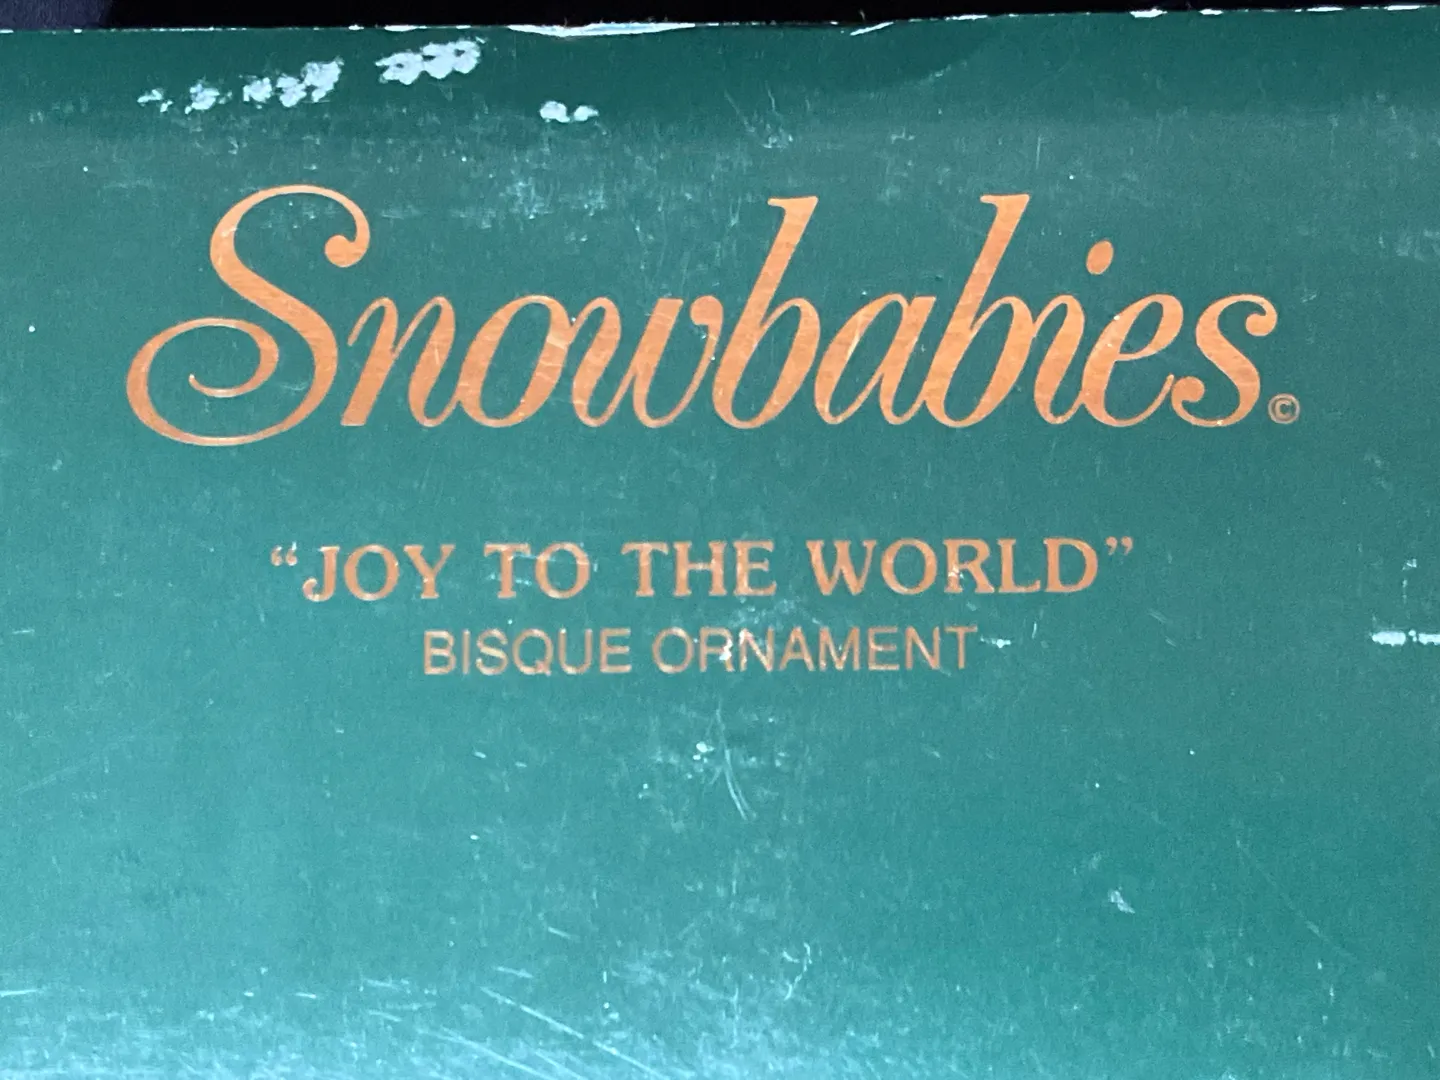 Snowbabies©
“JOY TO THE WORLD”
BISQUE ORNAMENT